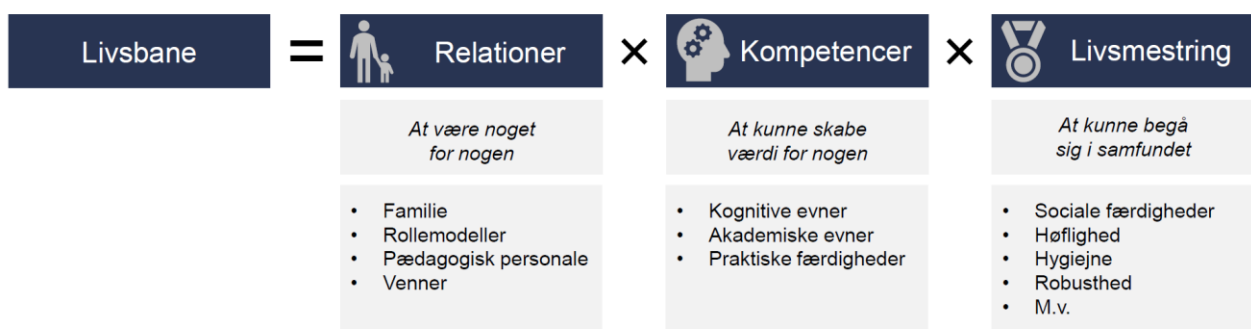 Livsbane = Relationer × Kompetencer × Livsmestring
At være noget
for nogen
At kunne skabe
værdi for nogen
At kunne begå
sig i samfundet
• Familie
• Rollemodeller
• Pædagogisk personale
• Venner
• Kognitive evner
• Akademiske evner
• Praktiske færdigheder
• Sociale færdigheder
• Høflighed
• Hygiejne
• Robusthed
• M.v.